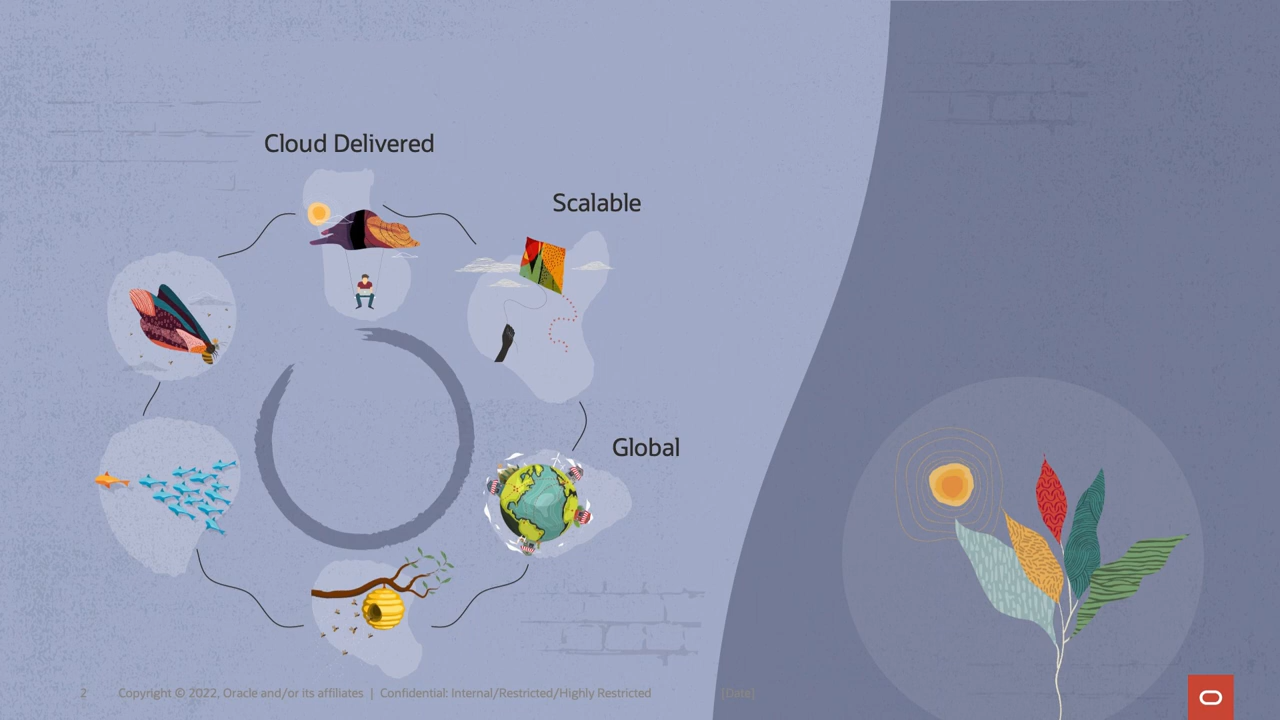 Cloud Delivered
Scalable
Global
2 Copyright © 2022, Oracle and/or its affiliates | Confidential: Internal/Restricted/Highly Restricted [Date]